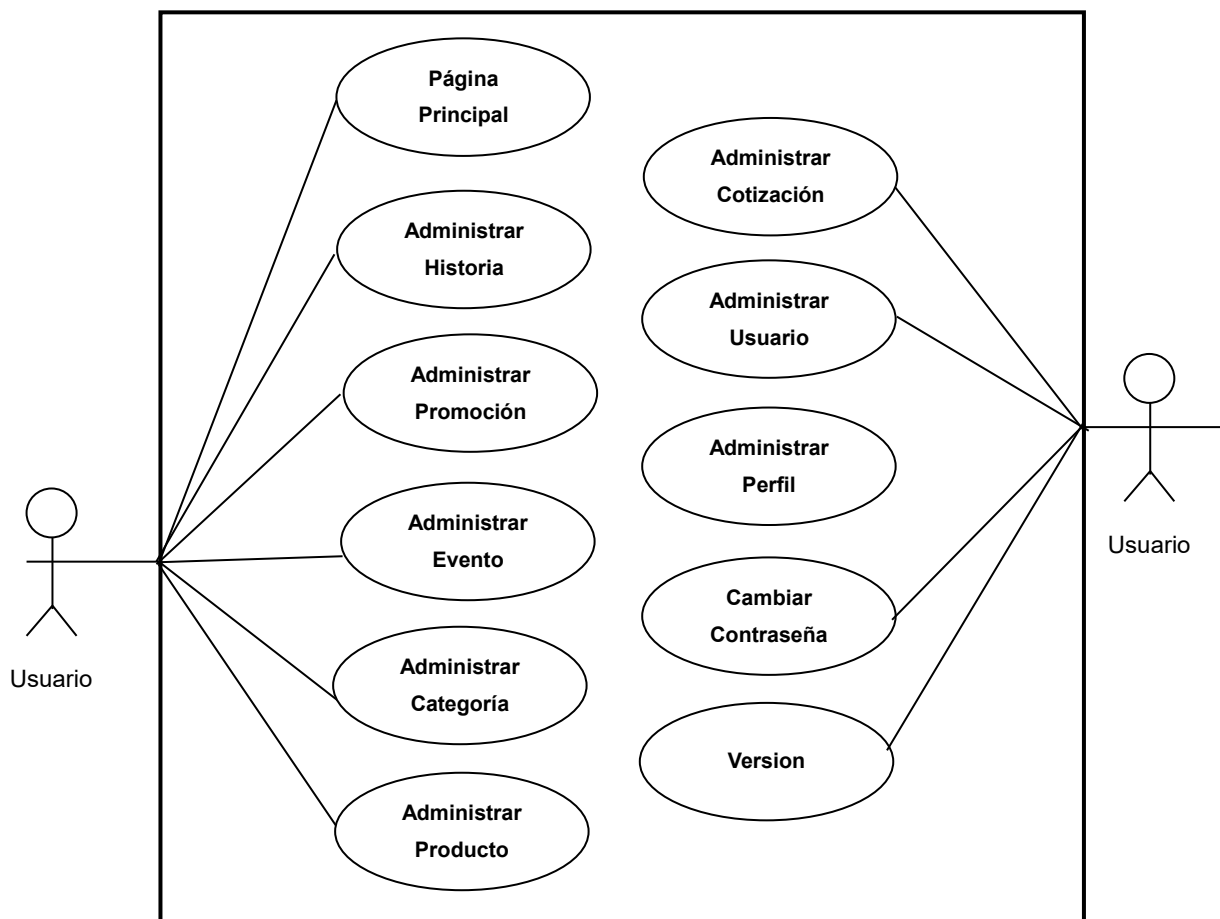 Página
Principal
Administrar
Historia
Administrar
Promoción
Administrar
Evento
Administrar
Categoría
Administrar
Producto
Administrar
Cotización
Administrar
Usuario
Administrar
Perfil
Cambiar
Contraseña
Version
Usuario
Usuario